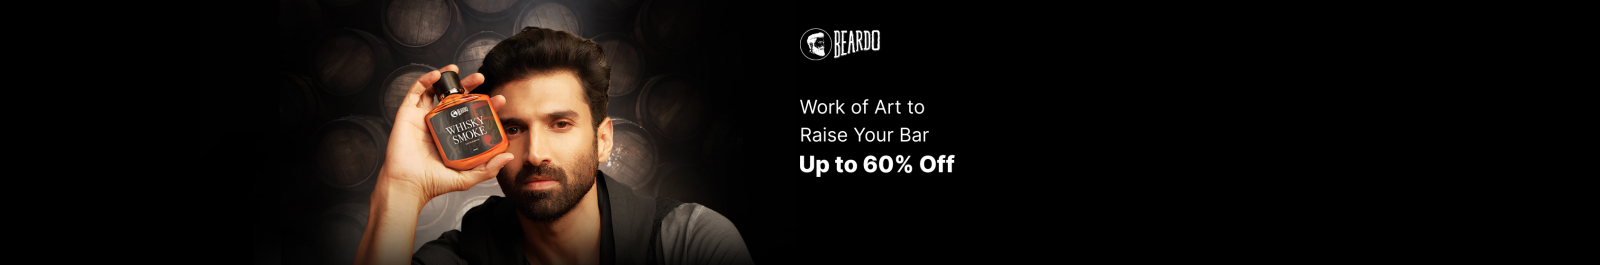 BEARDO
WHISKY
SMOKE
BEARDO
Work of Art to
Raise Your Bar
Up to 60% Off